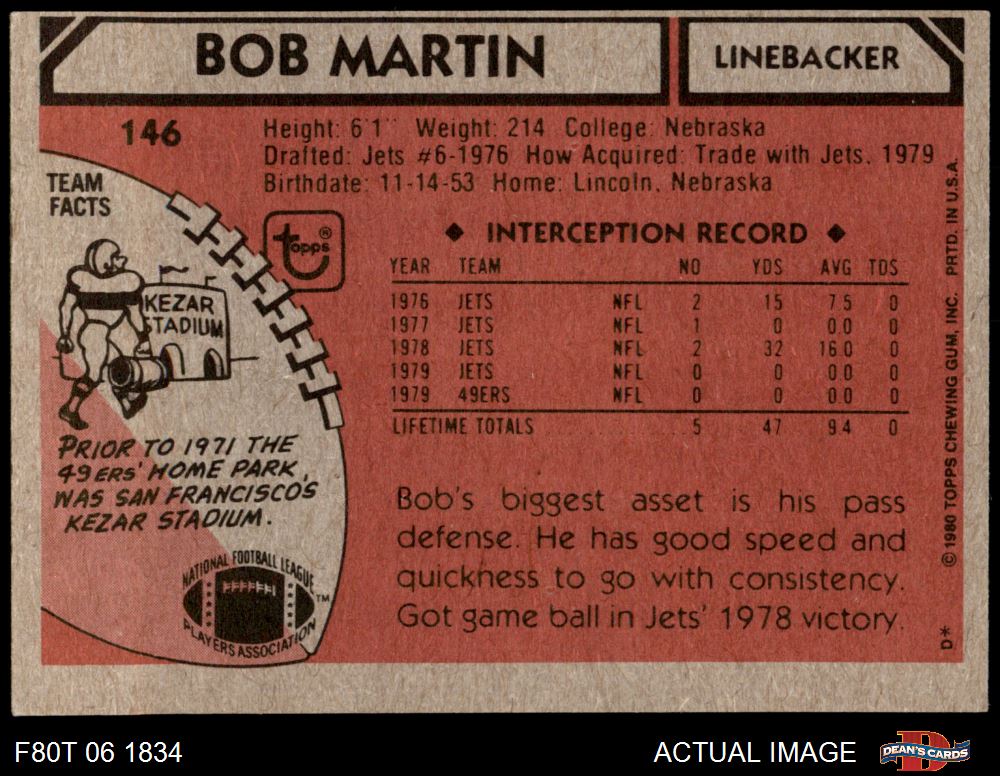 BOB MARTIN
LINEBACKER
146
Height: 6'1" Weight: 214 College: Nebraska
Drafted: Jets #6-1976 How Acquired: Trade with Jets, 1979
Birthdate: 11-14-53 Home: Lincoln, Nebraska
TEAM
FACTS
topps®
KEZAR
STADIUM
PRIOR TO 1971 THE
49ERS' HOME PARK
WAS SAN FRANCISCO'S
KEZAR STADIUM.
NATIONAL FOOTBALL LEAGUE
PLAYERS ASSOCIATION
™
◆ INTERCEPTION RECORD ◆
YEAR TEAM NO YDS AVG TDS
1976 JETS NFL 2 15 7.5 0
1977 JETS NFL 1 0 0.0 0
1978 JETS NFL 2 32 16.0 0
1979 JETS NFL 0 0 0.0 0
1979 49ERS NFL 0 0 0.0 0
LIFETIME TOTALS 5 47 9.4 0
Bob's biggest asset is his pass
defense. He has good speed and
quickness to go with consistency.
Got game ball in Jets' 1978 victory.
©1980 TOPPS CHEWING GUM, INC. PRTD. IN U.S.A.
D*
F80T 06 1834
ACTUAL IMAGE
D
DEAN'S CARDS